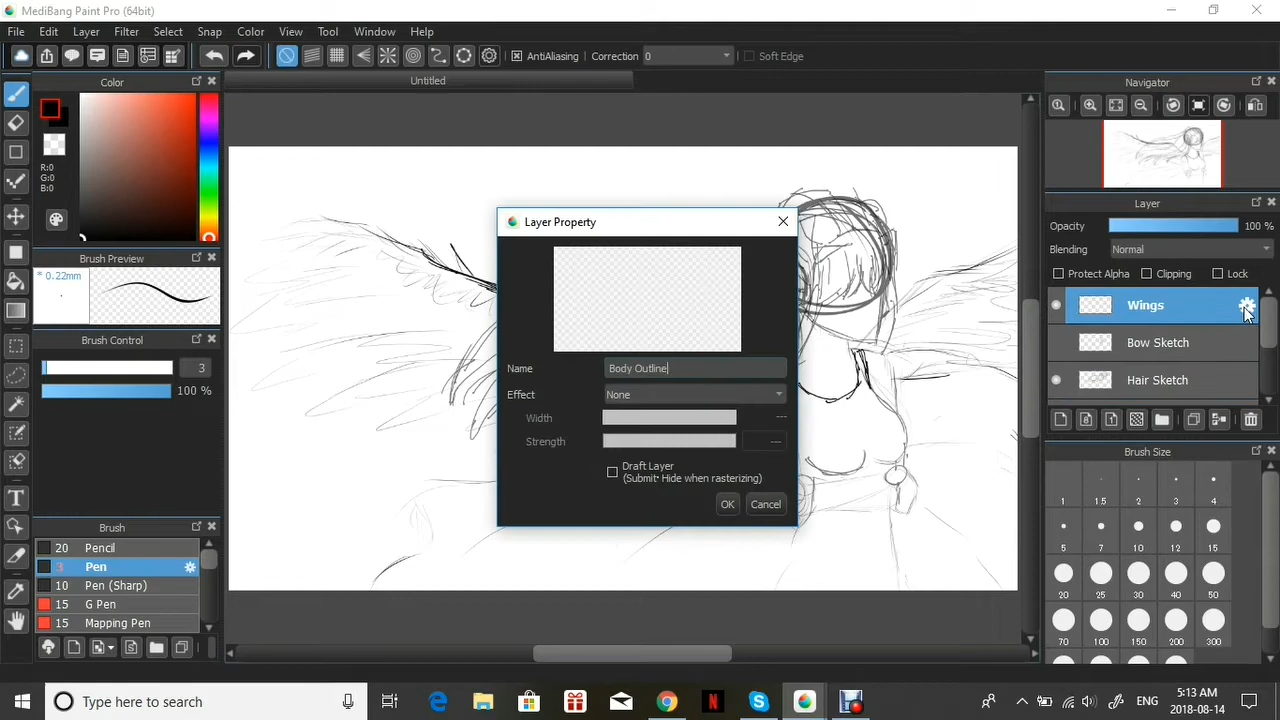 MediBang Paint Pro (64bit)
File Edit Layer Filter Select Snap Color View Tool Window Help
AntiAliasing Correction 0 Soft Edge
Untitled
Color
R:0
G:0
B:0
Brush Preview
* 0.22mm
Brush Control
3
100 %
Brush
20 Pencil
3 Pen
10 Pen (Sharp)
15 G Pen
15 Mapping Pen
Layer Property
Name Body Outline
Effect None
Width ---
Strength ---
Draft Layer
(Submit・Hide when rasterizing)
OK Cancel
Navigator
Layer
Opacity 100 %
Blending Normal
Protect Alpha Clipping Lock
Wings
Bow Sketch
Hair Sketch
Brush Size
1 1.5 2 3 4
5 7 10 12 15
20 25 30 40 50
70 100 150 200 300
Type here to search
ENG
5:13 AM
2018-08-14